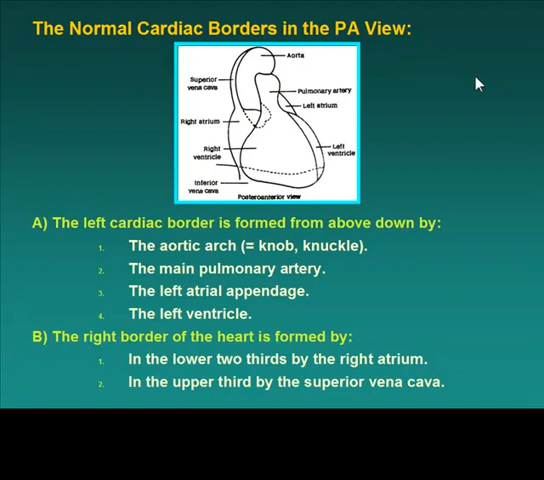 The Normal Cardiac Borders in the PA View:
Aorta
Superior
vena cava
Pulmonary artery
Left atrium
Right atrium
Right
ventricle
Left
ventricle
Inferior
vena cava
Posteroanterior view
A) The left cardiac border is formed from above down by:
1. The aortic arch (= knob, knuckle).
2. The main pulmonary artery.
3. The left atrial appendage.
4. The left ventricle.
B) The right border of the heart is formed by:
1. In the lower two thirds by the right atrium.
2. In the upper third by the superior vena cava.